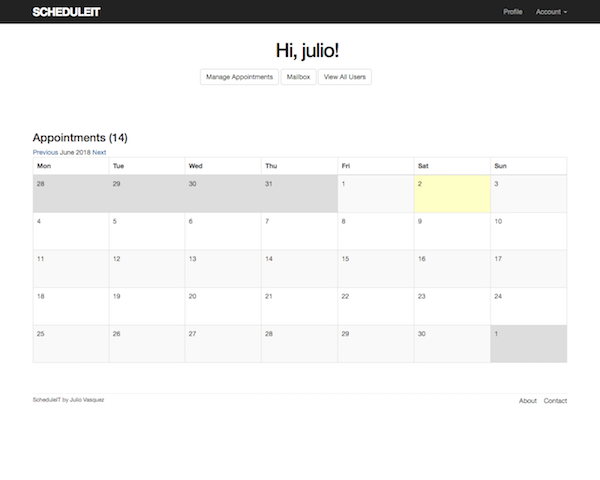 SCHEDULEIT Profile Account
Hi, julio!
Manage Appointments Mailbox View All Users
Appointments (14)
Previous June 2018 Next
Mon Tue Wed Thu Fri Sat Sun
28 29 30 31 1 2 3
4 5 6 7 8 9 10
11 12 13 14 15 16 17
18 19 20 21 22 23 24
25 26 27 28 29 30 1
ScheduleIT by Julio Vasquez About Contact